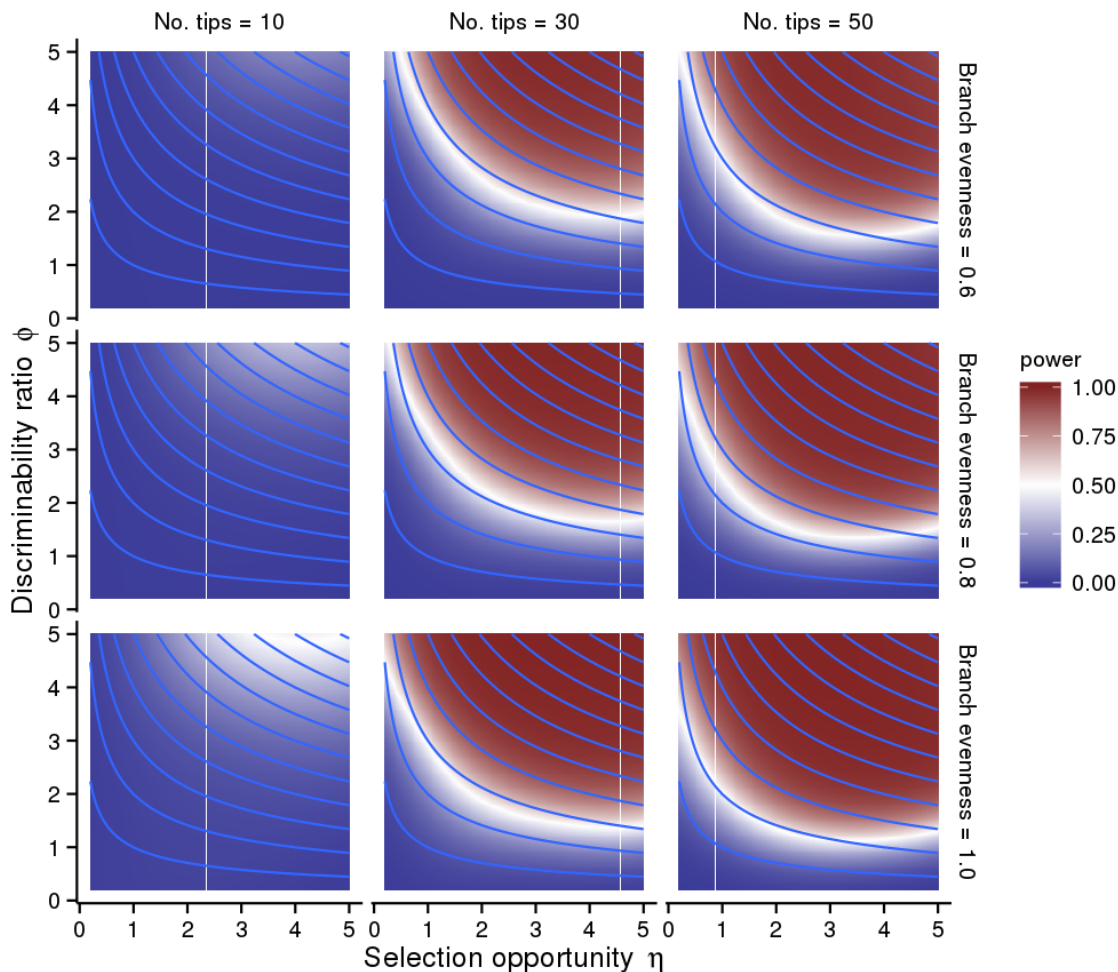 No. tips = 10
No. tips = 30
No. tips = 50
5
4
3
2
1
0
Branch evenness = 0.6
5
4
3
2
1
0
Branch evenness = 0.8
5
4
3
2
1
0
Branch evenness = 1.0
Discriminability ratio ϕ
0 1 2 3 4 5
0 1 2 3 4 5
0 1 2 3 4 5
Selection opportunity η
power
1.00
0.75
0.50
0.25
0.00